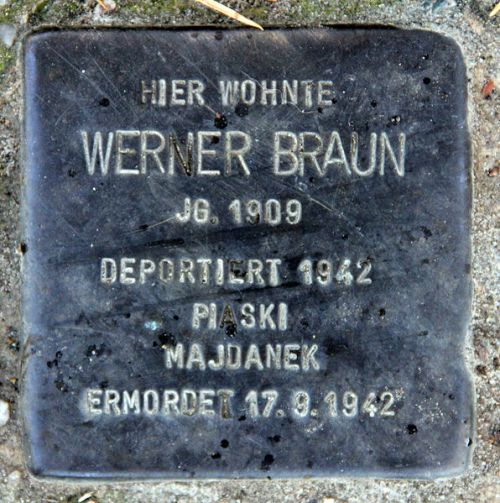 HIER WOHNTE
WERNER BRAUN
JG. 1909
DEPORTIERT 1942
PIASKI
MAJDANEK
ERMORDET 17.9.1942